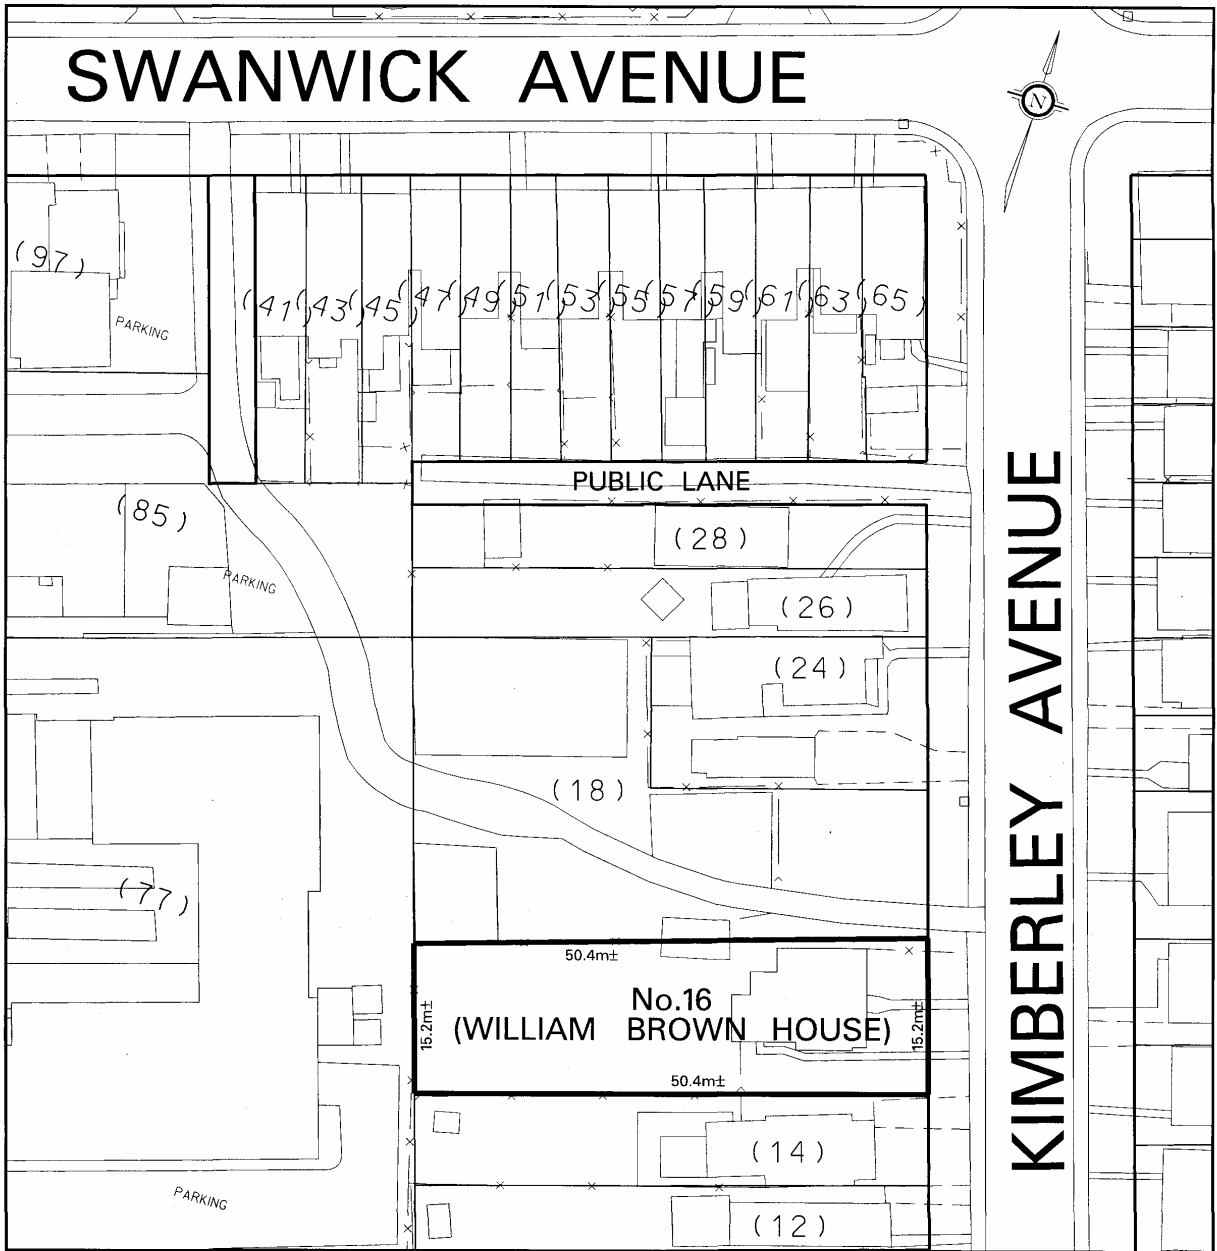 SWANWICK AVENUE
N
(97)
PARKING
(41) (43) (45) (47) (49) (51) (53) (55) (57) (59) (61) (63) (65)
PUBLIC LANE
(85)
(28)
PARKING
(26)
(24)
(18)
(77)
KIMBERLEY AVENUE
50.4m±
15.2m±
No.16
(WILLIAM BROWN HOUSE)
15.2m±
50.4m±
(14)
PARKING
(12)